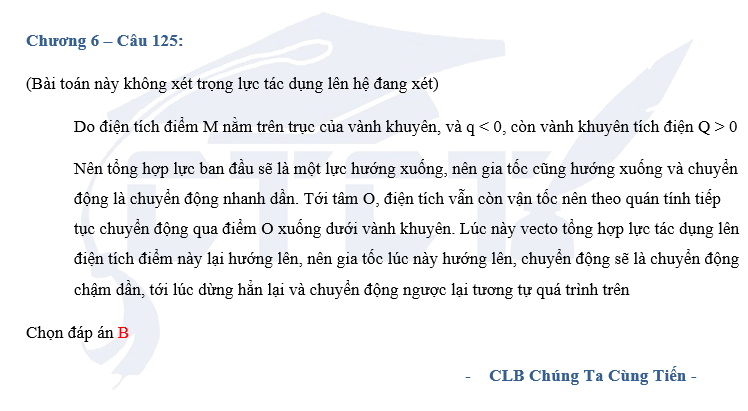 Chương 6 – Câu 125:
(Bài toán này không xét trọng lực tác dụng lên hệ đang xét)
Do điện tích điểm M nằm trên trục của vành khuyên, và q < 0, còn vành khuyên tích điện Q > 0
Nên tổng hợp lực ban đầu sẽ là một lực hướng xuống, nên gia tốc cũng hướng xuống và chuyển
động là chuyển động nhanh dần. Tới tâm O, điện tích vẫn còn vận tốc nên theo quán tính tiếp
tục chuyển động qua điểm O xuống dưới vành khuyên. Lúc này vecto tổng hợp lực tác dụng lên
điện tích điểm này lại hướng lên, nên gia tốc lúc này hướng lên, chuyển động sẽ là chuyển động
chậm dần, tới lúc dừng hẳn lại và chuyển động ngược lại tương tự quá trình trên
Chọn đáp án B
- CLB Chúng Ta Cùng Tiến -
CTCT